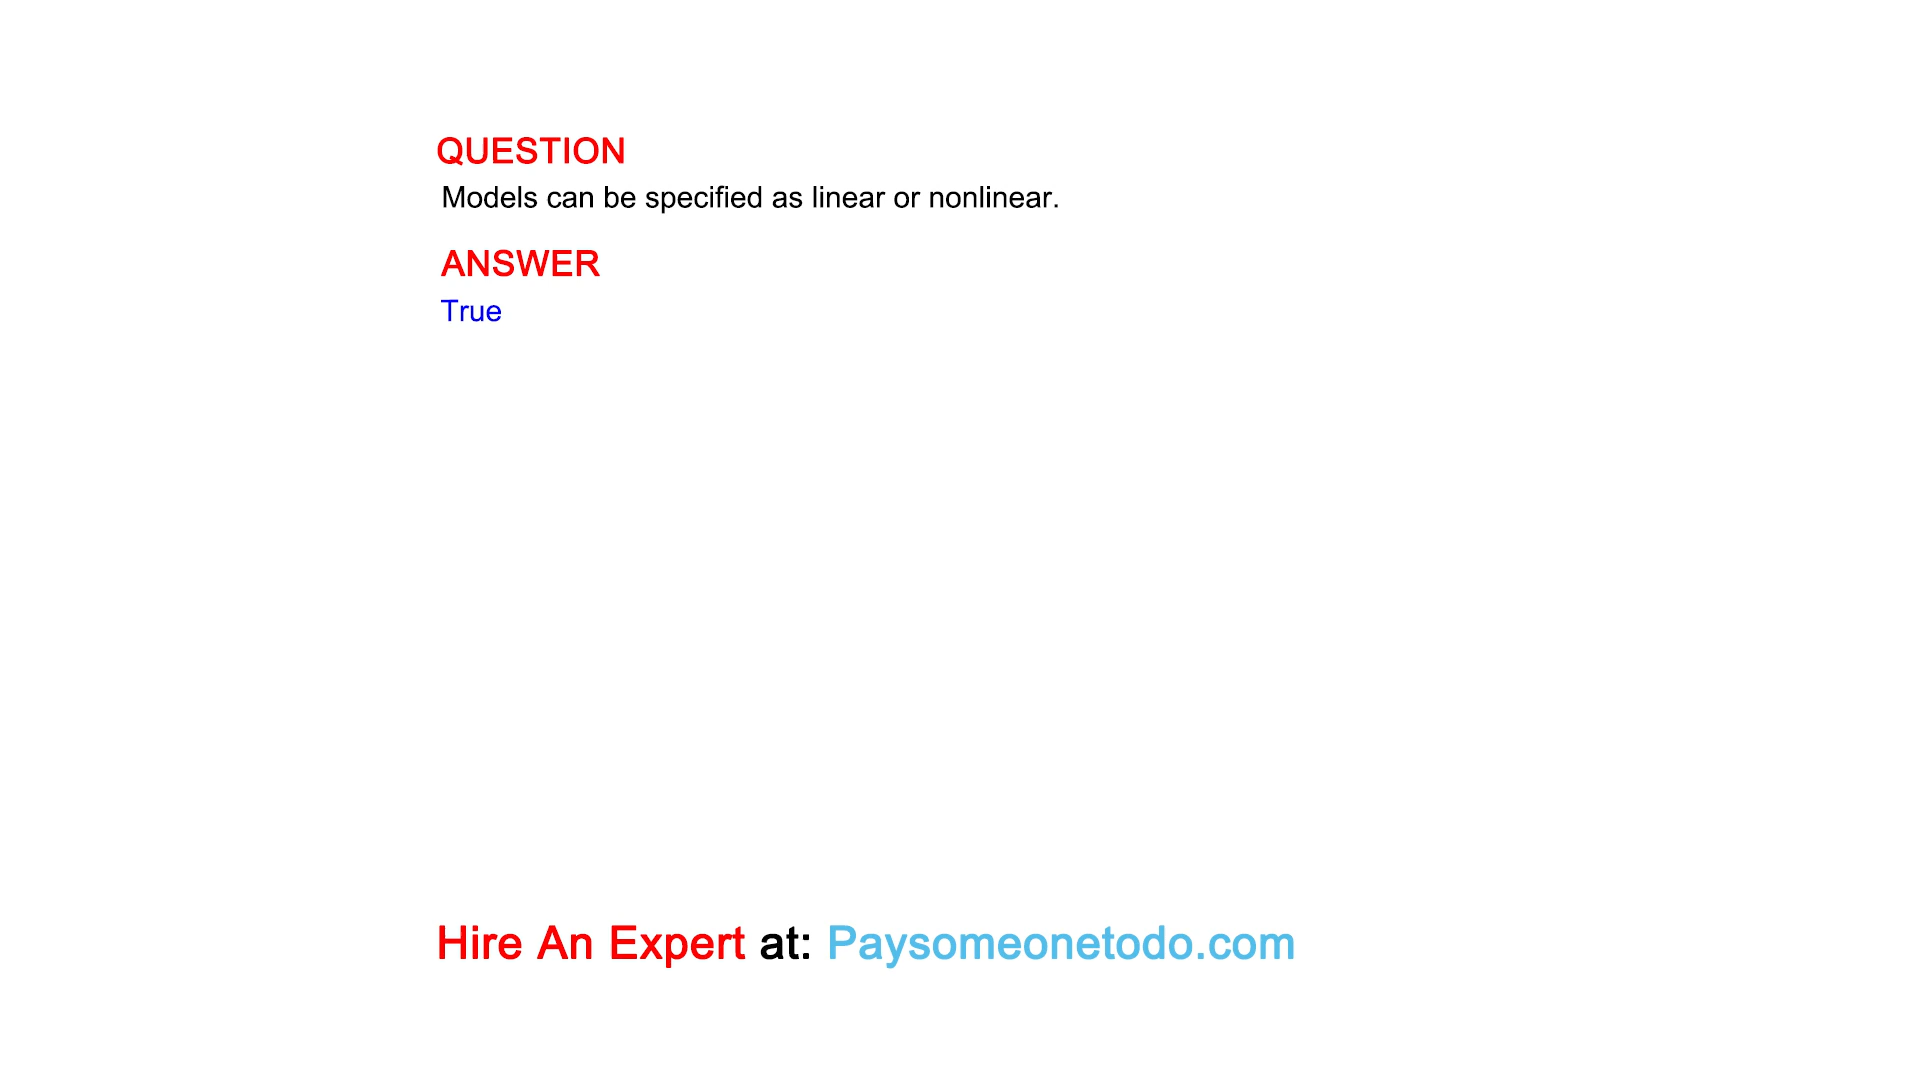 QUESTION
Models can be specified as linear or nonlinear.
ANSWER
True
Hire An Expert at: Paysomeonetodo.com